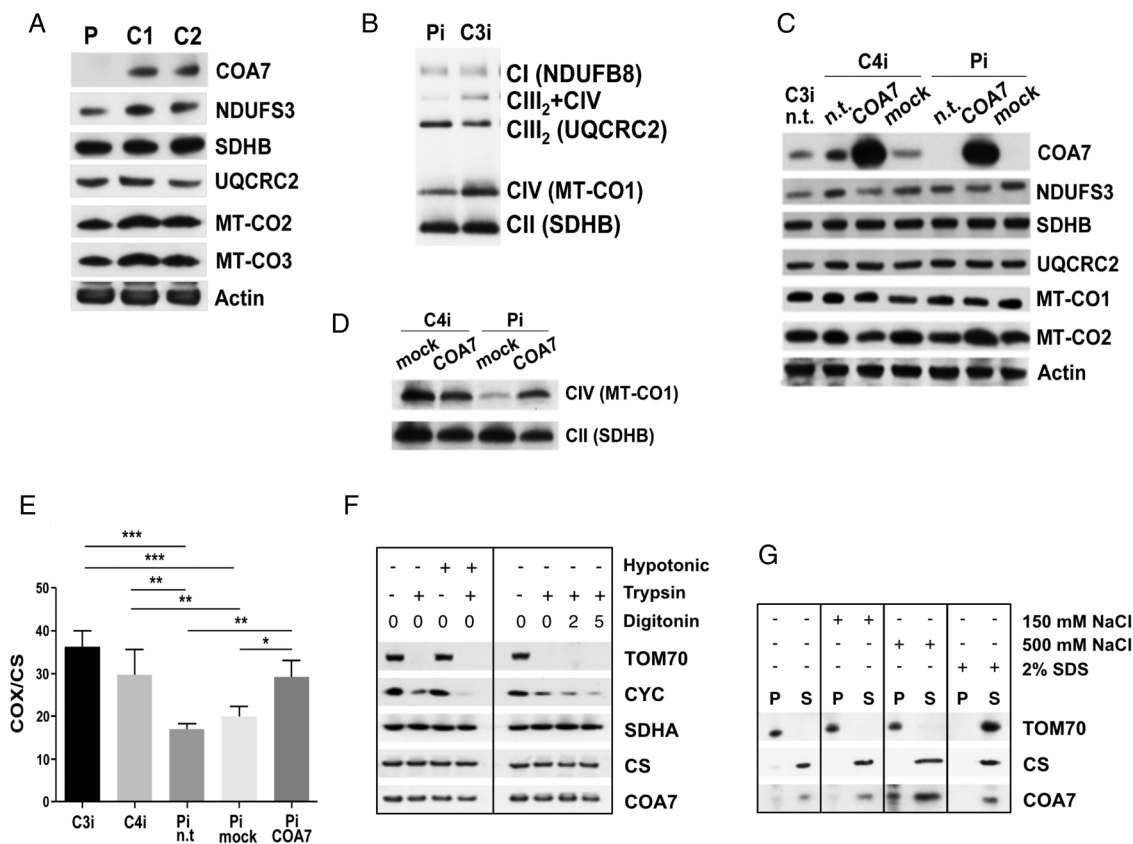 A
P C1 C2
COA7
NDUFS3
SDHB
UQCRC2
MT-CO2
MT-CO3
Actin
B
Pi C3i
CI (NDUFB8)
CIII2+CIV
CIII2 (UQCRC2)
CIV (MT-CO1)
CII (SDHB)
C
C4i Pi
C3i n.t. n.t. COA7 mock n.t. COA7 mock
COA7
NDUFS3
SDHB
UQCRC2
MT-CO1
MT-CO2
Actin
D
C4i Pi
mock COA7 mock COA7
CIV (MT-CO1)
CII (SDHB)
E
***
***
**
**
**
*
COX/CS
50
40
30
20
10
0
C3i C4i Pi n.t Pi mock Pi COA7
F
- - + + - - - - Hypotonic
- + - + - + + + Trypsin
0 0 0 0 0 0 2 5 Digitonin
TOM70
CYC
SDHA
CS
COA7
G
- - + + - - - - 150 mM NaCl
- - - - + + - - 500 mM NaCl
- - - - - - + + 2% SDS
P S P S P S P S
TOM70
CS
COA7